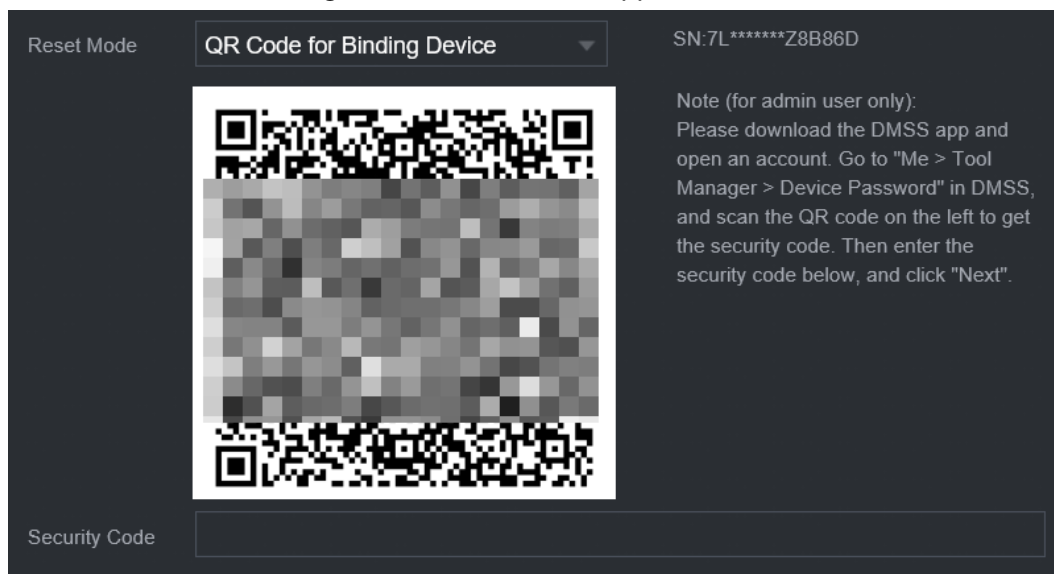 Reset Mode
QR Code for Binding Device
SN:7L*******Z8B86D
Note (for admin user only):
Please download the DMSS app and
open an account. Go to "Me > Tool
Manager > Device Password" in DMSS,
and scan the QR code on the left to get
the security code. Then enter the
security code below, and click "Next".
Security Code